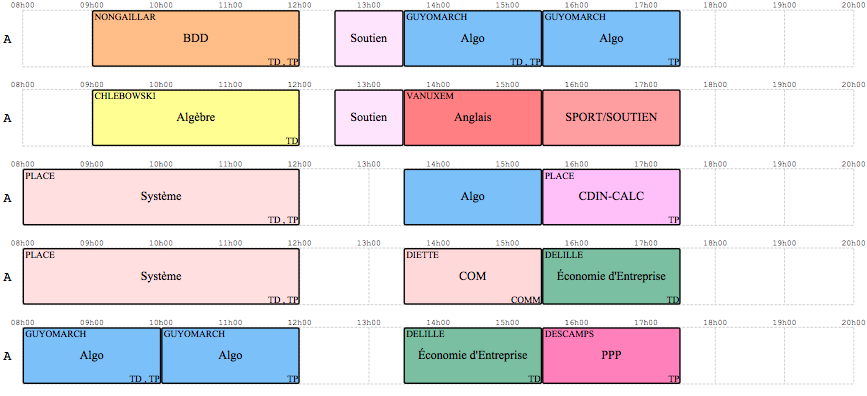 08h00 09h00 10h00 11h00 12h00 13h00 14h00 15h00 16h00 17h00 18h00 19h00 20h00
NONGAILLAR GUYOMARCH GUYOMARCH
A BDD Soutien Algo Algo
TD , TP TD , TP TP
08h00 09h00 10h00 11h00 12h00 13h00 14h00 15h00 16h00 17h00 18h00 19h00 20h00
CHLEBOWSKI VANUXEM
A Algèbre Soutien Anglais SPORT/SOUTIEN
TD
08h00 09h00 10h00 11h00 12h00 13h00 14h00 15h00 16h00 17h00 18h00 19h00 20h00
PLACE PLACE
A Système Algo CDIN-CALC
TD , TP TP
08h00 09h00 10h00 11h00 12h00 13h00 14h00 15h00 16h00 17h00 18h00 19h00 20h00
PLACE DIETTE DELILLE
A Système COM Économie d'Entreprise
TD , TP COMM TD
08h00 09h00 10h00 11h00 12h00 13h00 14h00 15h00 16h00 17h00 18h00 19h00 20h00
GUYOMARCH GUYOMARCH DELILLE DESCAMPS
A Algo Algo Économie d'Entreprise PPP
TD , TP TP TD TP